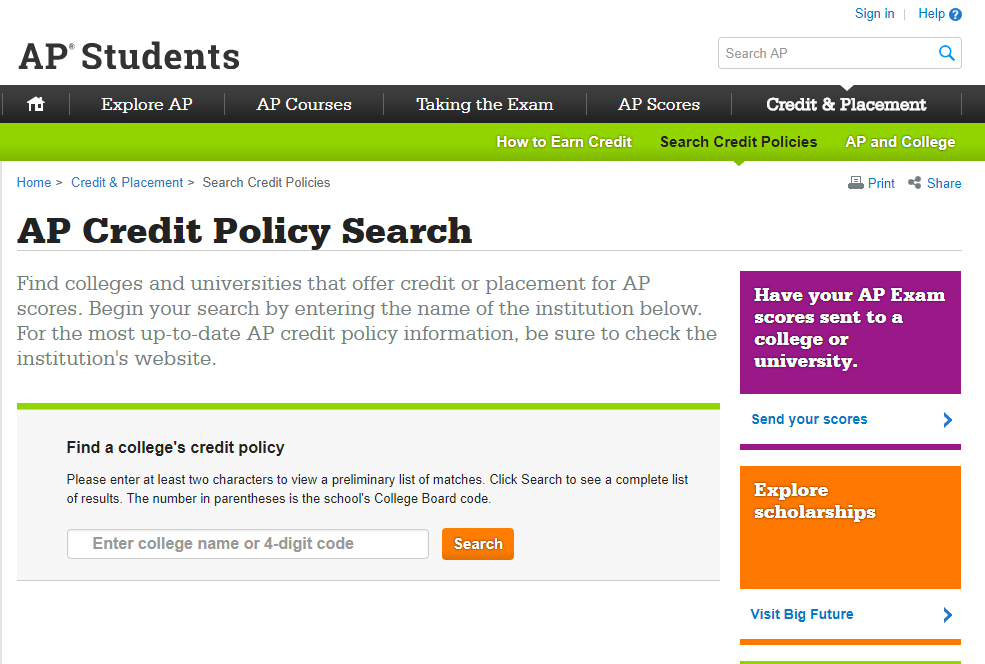 Sign in | Help ?
AP® Students
Search AP
Explore AP
AP Courses
Taking the Exam
AP Scores
Credit & Placement
How to Earn Credit
Search Credit Policies
AP and College
Home > Credit & Placement > Search Credit Policies
Print
Share
AP Credit Policy Search
Find colleges and universities that offer credit or placement for AP
scores. Begin your search by entering the name of the institution below.
For the most up-to-date AP credit policy information, be sure to check the
institution's website.
Find a college's credit policy
Please enter at least two characters to view a preliminary list of matches. Click Search to see a complete list
of results. The number in parentheses is the school's College Board code.
Enter college name or 4-digit code
Search
Have your AP Exam
scores sent to a
college or
university.
Send your scores
Explore
scholarships
Visit Big Future